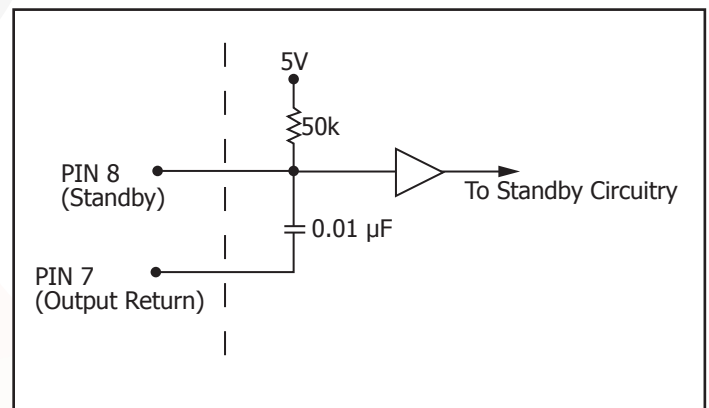 5V
50k
PIN 8
(Standby)
To Standby Circuitry
0.01 µF
PIN 7
(Output Return)